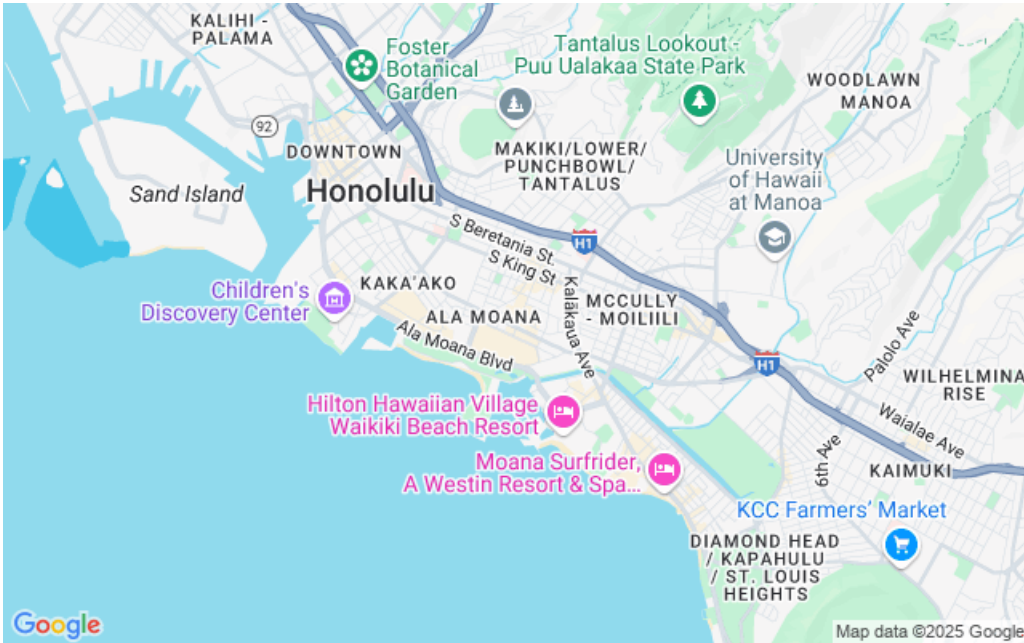 KALIHI -
PALAMA
Foster
Botanical
Garden
Tantalus Lookout -
Puu Ualakaa State Park
WOODLAWN
MANOA
92
DOWNTOWN
MAKIKI/LOWER/
PUNCHBOWL/
TANTALUS
University
of Hawaii
at Manoa
Sand Island
Honolulu
S Beretania St.
H1
S King St
Children's
Discovery Center
KAKA'AKO
Kalākaua Ave
MCCULLY
- MOILIILI
ALA MOANA
Ala Moana Blvd
H1
Palolo Ave
WILHELMINA
RISE
Hilton Hawaiian Village
Waikiki Beach Resort
Waialae Ave
6th Ave
Moana Surfrider,
A Westin Resort & Spa...
KAIMUKI
KCC Farmers’ Market
DIAMOND HEAD
/ KAPAHULU
/ ST. LOUIS
HEIGHTS
Google
Map data ©2025 Google